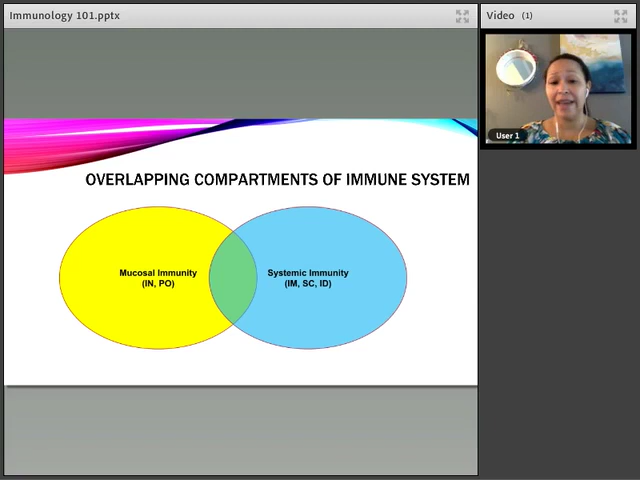 Immunology 101.pptx
Video (1)
User 1
OVERLAPPING COMPARTMENTS OF IMMUNE SYSTEM
Mucosal Immunity
(IN, PO)
Systemic Immunity
(IM, SC, ID)